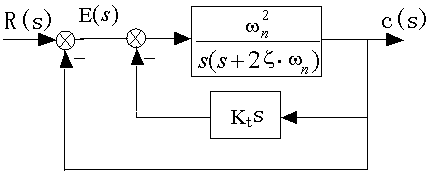 R(s)
E(s)
c(s)
−
−
ω_n^2
s(s+2ζ·ω_n)
K_t s